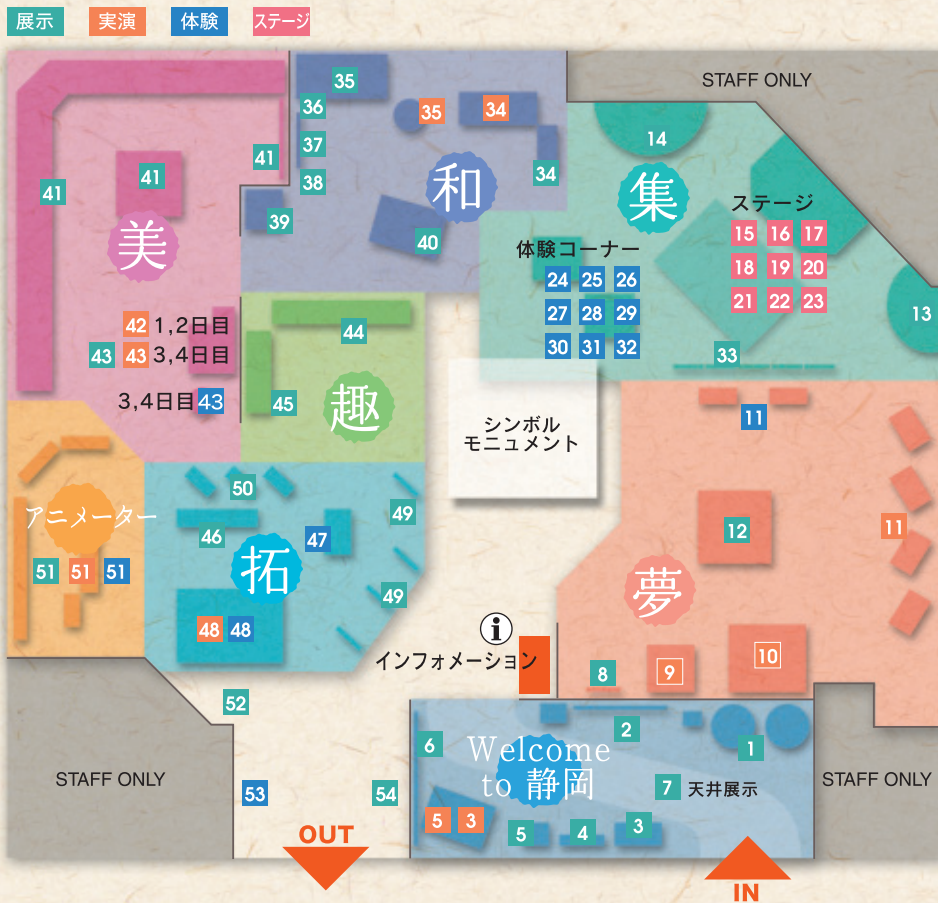 展示 実演 体験 ステージ
STAFF ONLY
35
36
35 34
14
37
41
41
41
38
34
和
集
ステージ
39
40
美
体験コーナー
15 16 17
18 19 20
21 22 23
24 25 26
27 28 29
30 31 32
13
42 1,2日目
43 43 3,4日目
3,4日目 43
44
45
趣
33
シンボル
モニュメント
11
11
12
夢
アニメーター
51 51 51
50
46
47
49
49
拓
48 48
i
インフォメーション
8
9
10
52
STAFF ONLY
53
54
OUT
6
Welcome
to 静岡
2
1
7 天井展示
5 3
5
4
3
STAFF ONLY
IN